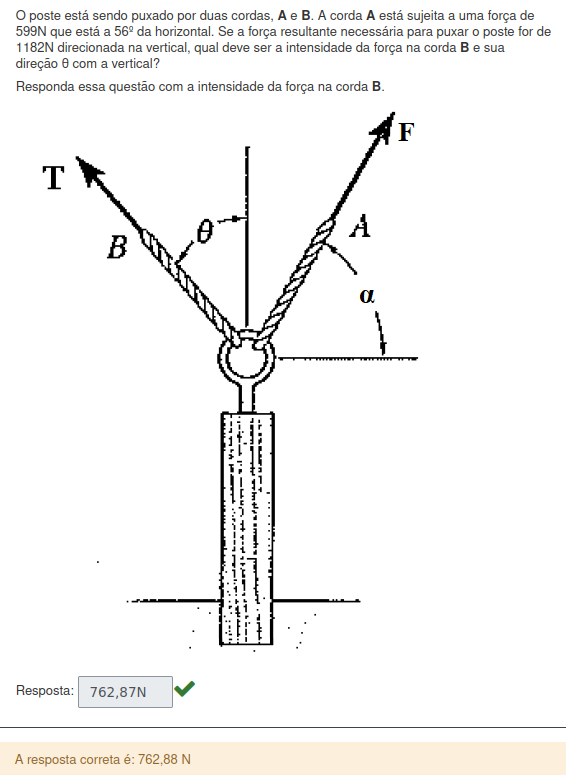 O poste está sendo puxado por duas cordas, A e B. A corda A está sujeita a uma força de
599N que está a 56º da horizontal. Se a força resultante necessária para puxar o poste for de
1182N direcionada na vertical, qual deve ser a intensidade da força na corda B e sua
direção θ com a vertical?
Responda essa questão com a intensidade da força na corda B.
F
T
θ
A
B
α
Resposta: 762,87N
A resposta correta é: 762,88 N